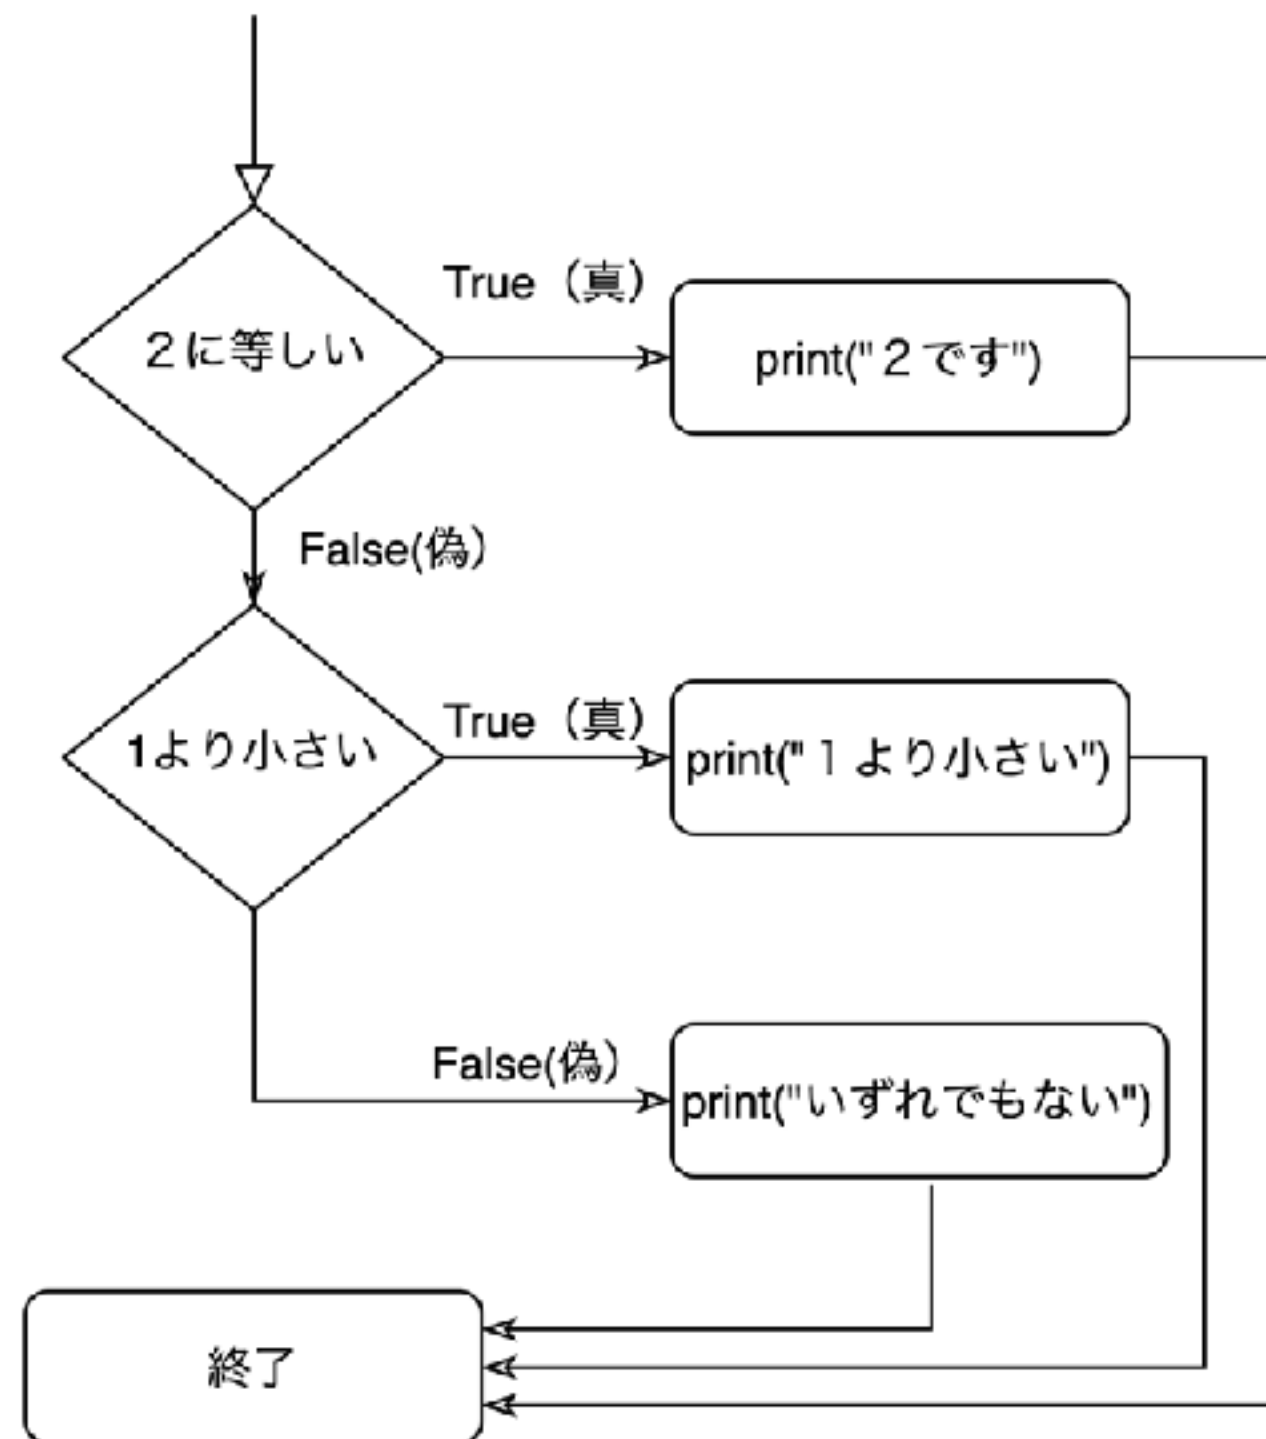 True（真）
２に等しい
print("２です")
False(偽）
True（真）
1より小さい
print("１より小さい")
False(偽）
print("いずれでもない")
終了